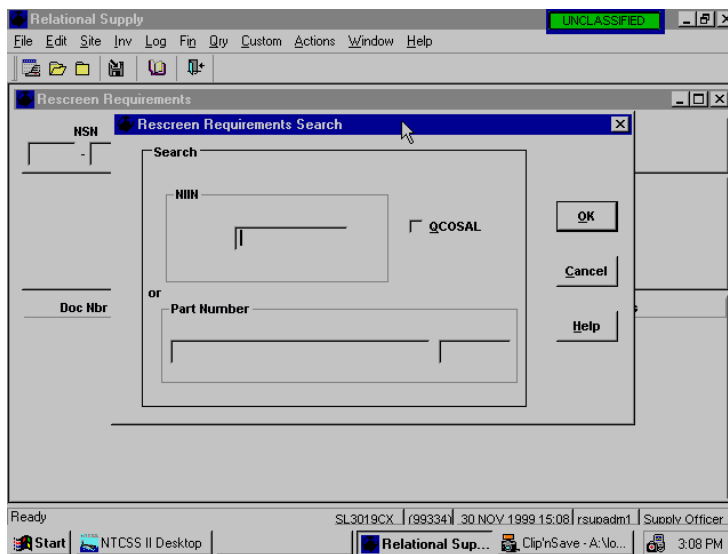 Relational Supply UNCLASSIFIED
File Edit Site Inv Log Fin Qry Custom Actions Window Help
Rescreen Requirements
NSN
-
Rescreen Requirements Search
Search
NIIN
QCOSAL
OK
Cancel
or
Part Number
Help
Doc Nbr
Ready SL3019CX (99334) 30 NOV 1999 15:08 rsupadm1 Supply Officer
Start NTCSS II Desktop Relational Sup... Clip'nSave - A:\lo... 3:08 PM